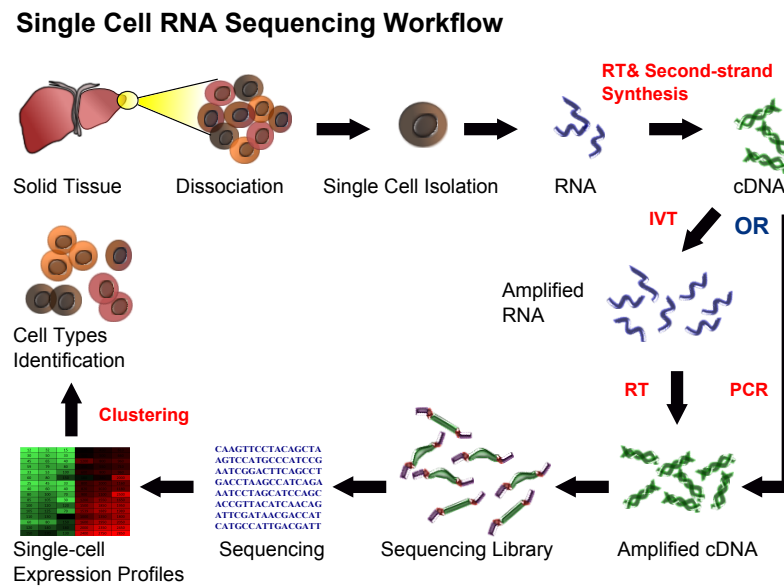 Single Cell RNA Sequencing Workflow
RT& Second-strand
Synthesis
Solid Tissue
Dissociation
Single Cell Isolation
RNA
cDNA
IVT
OR
Amplified
RNA
RT
PCR
Cell Types
Identification
Clustering
CAAGTTCCTACAGCTA
AGTCCATGCCCATCCG
AATCGGACTTCAGCCT
GACCTAAGCCATCAGA
AATCCTAGCATCCAGC
ACCGTTACATCAACAG
ATTCGATAACGACCAT
CATGCCATTGACGATT
Single-cell
Expression Profiles
Sequencing
Sequencing Library
Amplified cDNA